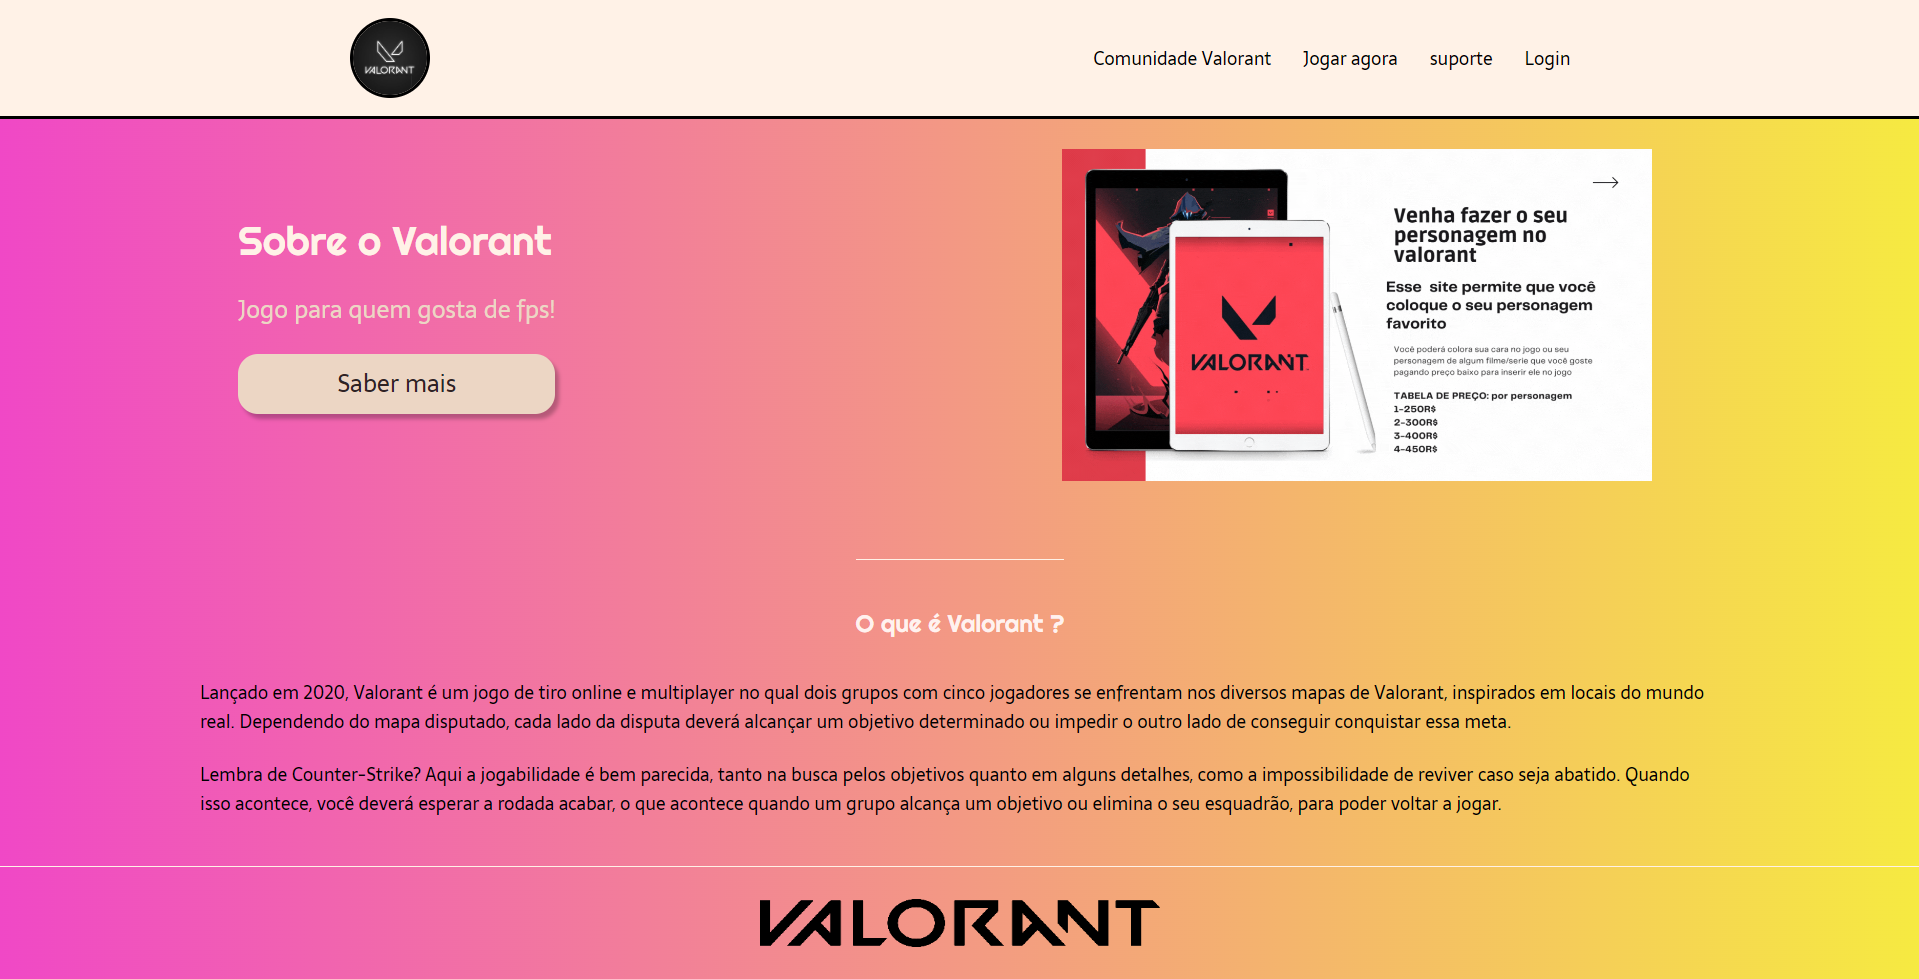 VALORANT
Comunidade Valorant
Jogar agora
suporte
Login
Sobre o Valorant
Jogo para quem gosta de fps!
Saber mais
VALORANT
Venha fazer o seu
personagem no
valorant
Esse site permite que você
coloque o seu personagem
favorito
Você poderá colora sua cara no jogo ou seu
personagem de algum filme/serie que você goste
pagando preço baixo para inserir ele no jogo
TABELA DE PREÇO: por personagem
1-250R$
2-300R$
3-400R$
4-450R$
O que é Valorant ?
Lançado em 2020, Valorant é um jogo de tiro online e multiplayer no qual dois grupos com cinco jogadores se enfrentam nos diversos mapas de Valorant, inspirados em locais do mundo
real. Dependendo do mapa disputado, cada lado da disputa deverá alcançar um objetivo determinado ou impedir o outro lado de conseguir conquistar essa meta.
Lembra de Counter-Strike? Aqui a jogabilidade é bem parecida, tanto na busca pelos objetivos quanto em alguns detalhes, como a impossibilidade de reviver caso seja abatido. Quando
isso acontece, você deverá esperar a rodada acabar, o que acontece quando um grupo alcança um objetivo ou elimina o seu esquadrão, para poder voltar a jogar.
VALORANT